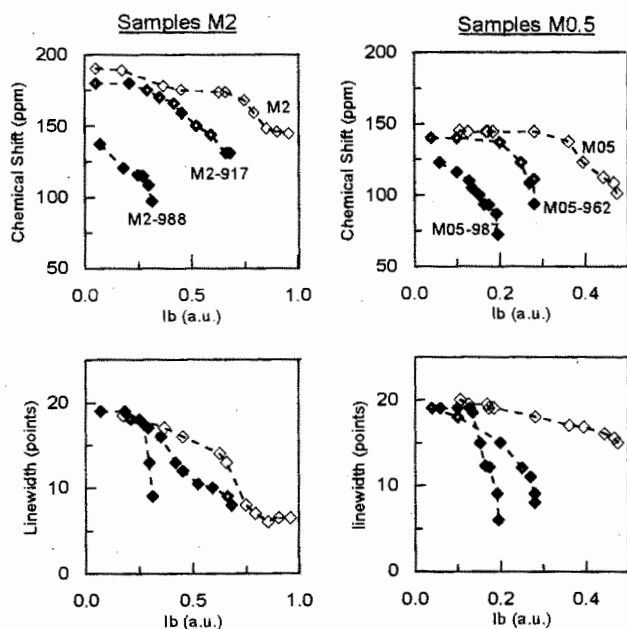 Samples M2
Samples M0.5
200
150
100
50
Chemical Shift (ppm)
M2
M2-917
M2-988
0.0
0.5
1.0
Ib (a.u.)
200
150
100
50
Chemical Shift (ppm)
M05
M05-962
M05-987
0.0
0.2
0.4
Ib (a.u.)
20
10
0
Linewidth (points)
0.0
0.5
1.0
Ib (a.u.)
20
10
0
linewidth (points)
0.0
0.2
0.4
Ib (a.u.)